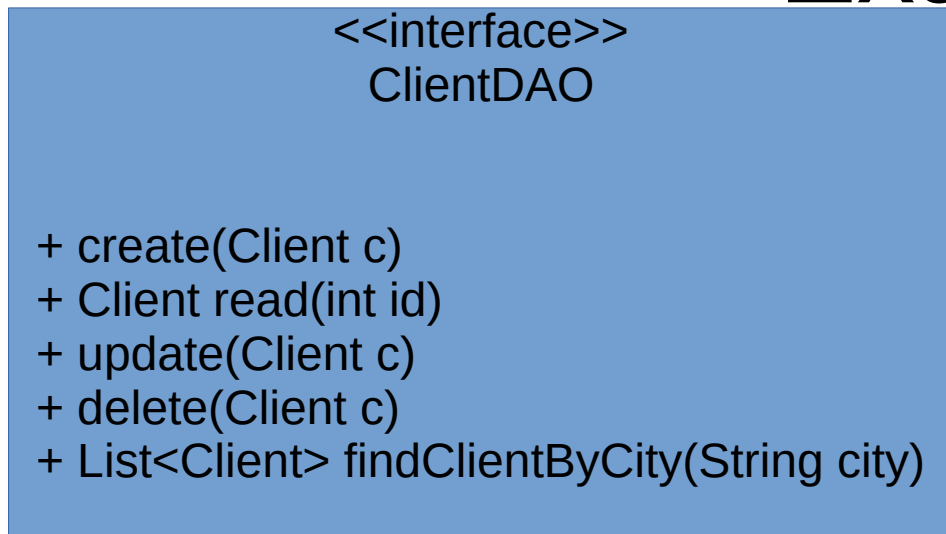 <<interface>>
ClientDAO
+ create(Client c)
+ Client read(int id)
+ update(Client c)
+ delete(Client c)
+ List<Client> findClientByCity(String city)